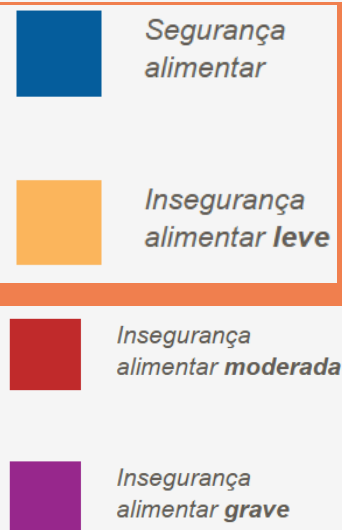 Segurança
alimentar
Insegurança
alimentar leve
Insegurança
alimentar moderada
Insegurança
alimentar grave